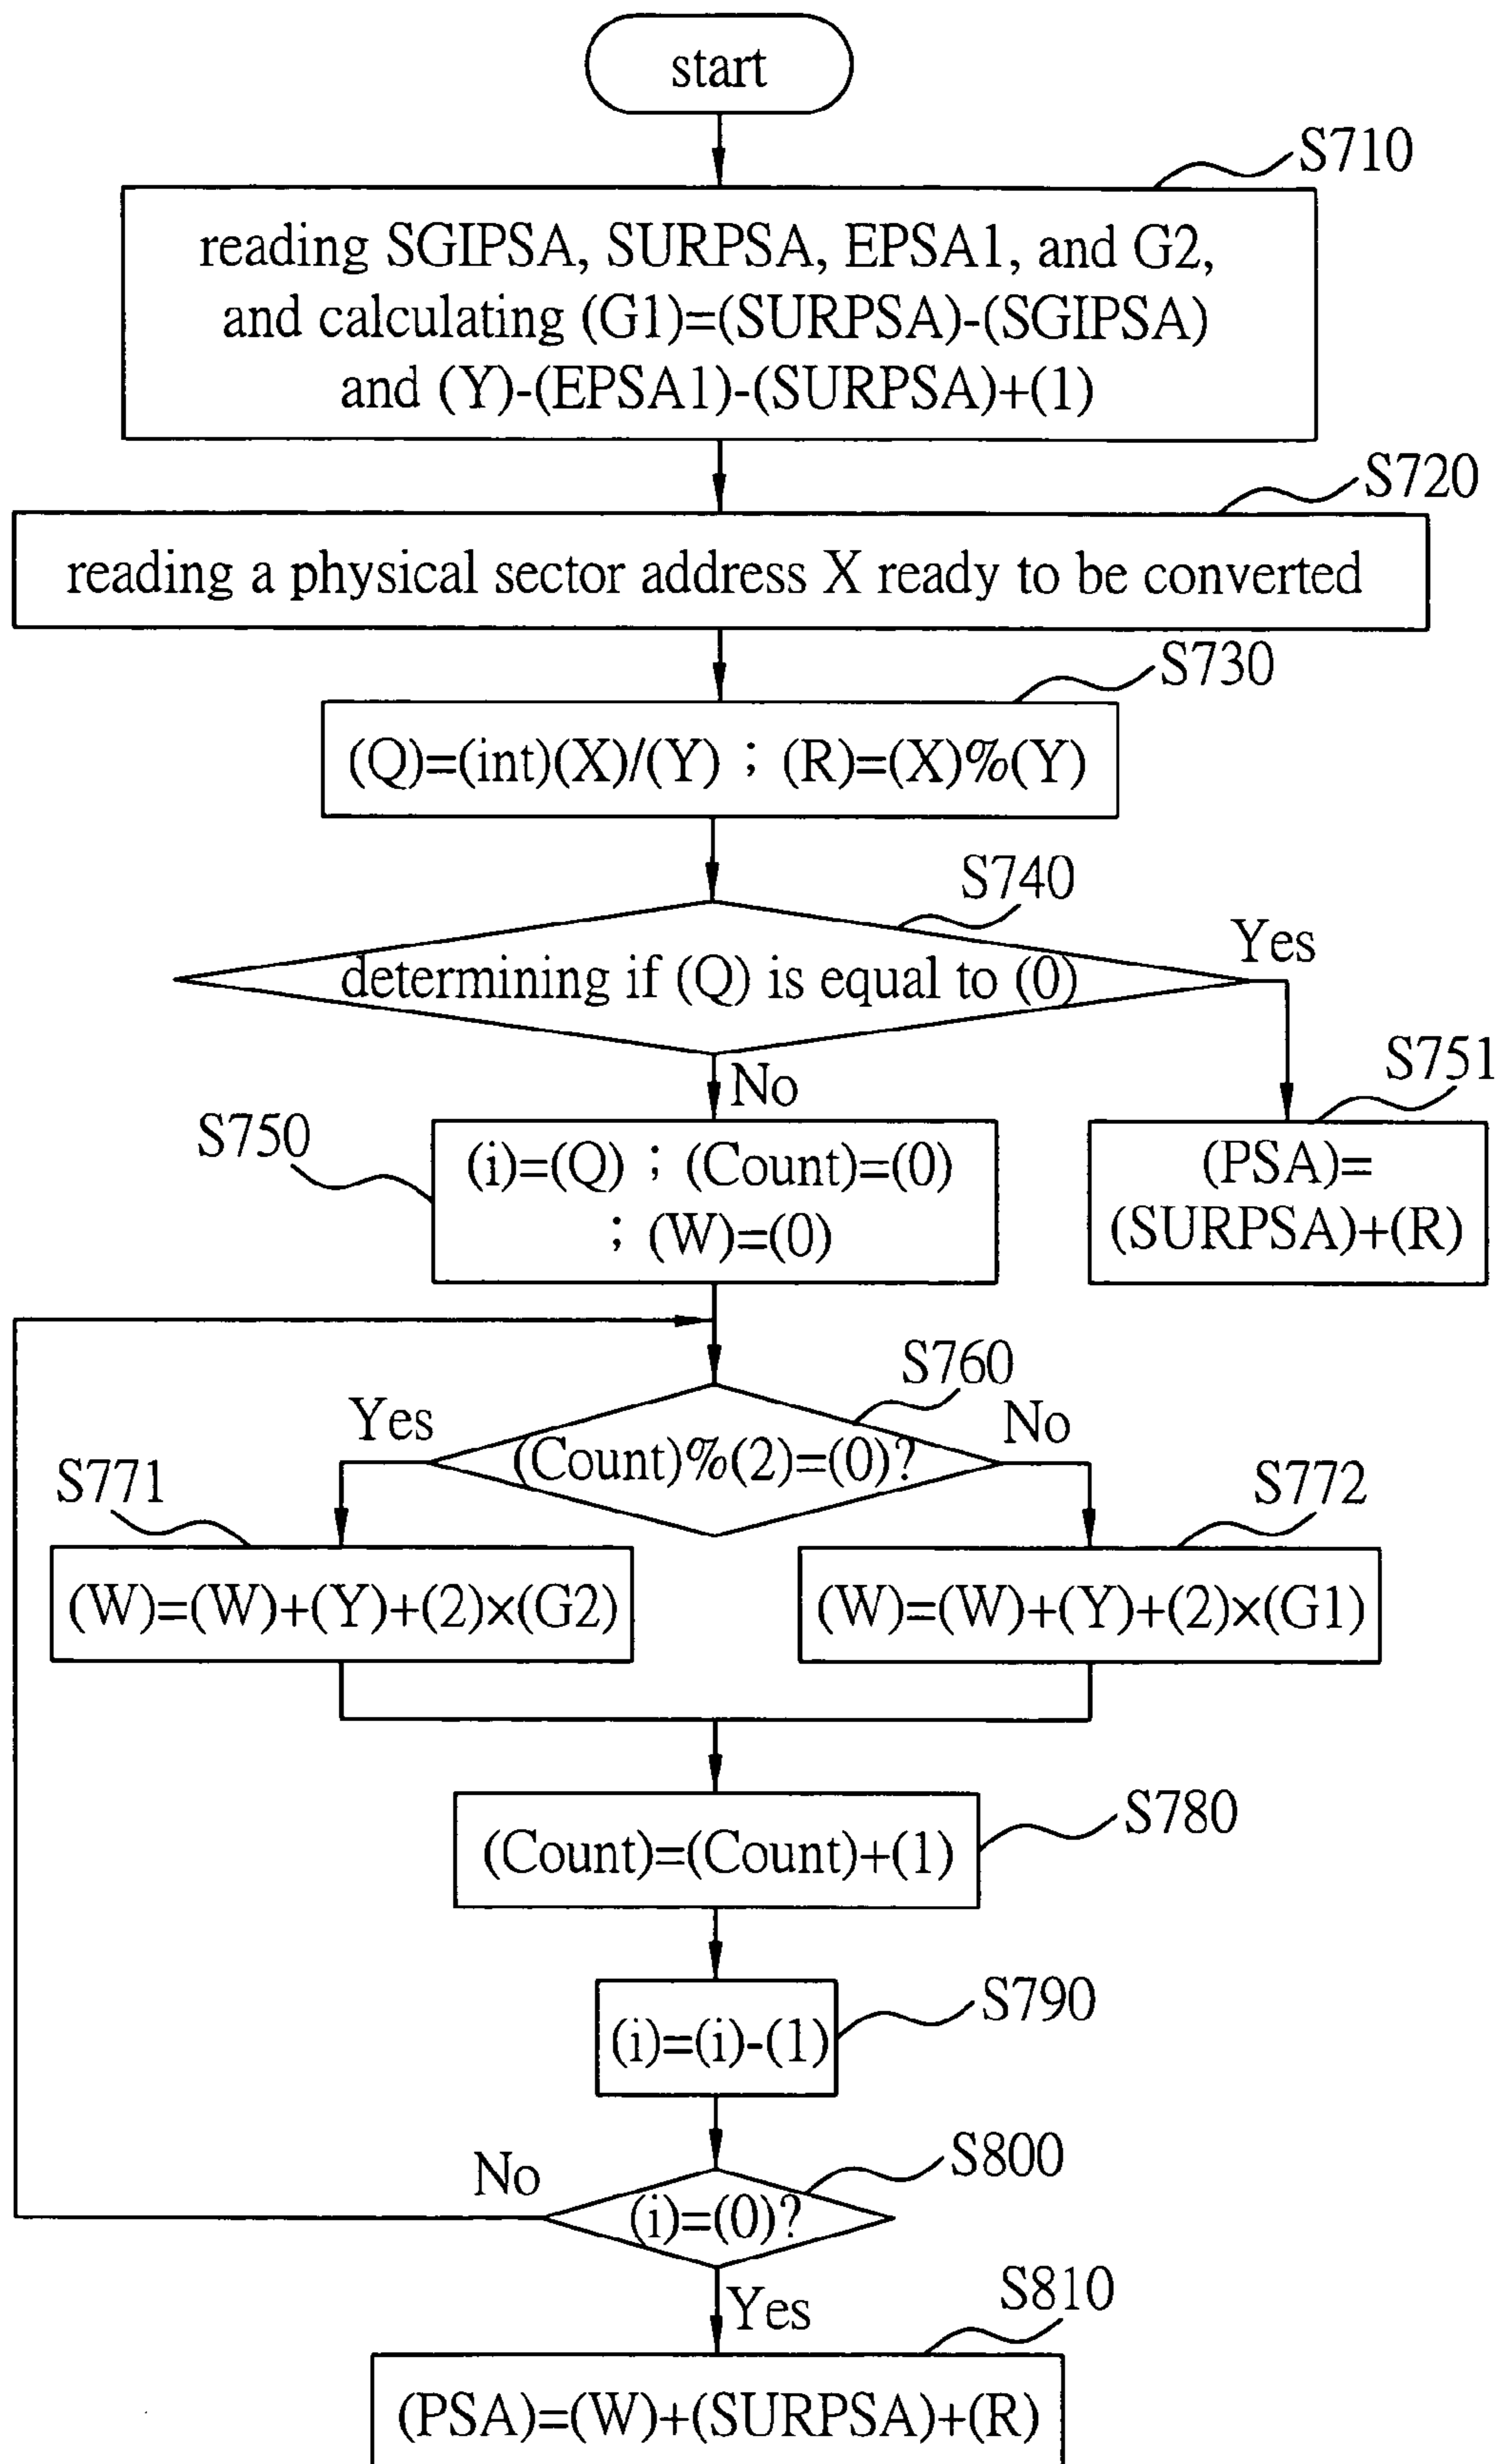 start
S710
reading SGIPSA, SURPSA, EPSA1, and G2,
and calculating (G1)=(SURPSA)-(SGIPSA)
and (Y)-(EPSA1)-(SURPSA)+(1)
S720
reading a physical sector address X ready to be converted
S730
(Q)=(int)(X)/(Y) ; (R)=(X)%(Y)
S740
determining if (Q) is equal to (0)
Yes
No
S751
S750
(i)=(Q) ; (Count)=(0)
; (W)=(0)
(PSA)=
(SURPSA)+(R)
S760
Yes
No
(Count)%(2)=(0)?
S771
S772
(W)=(W)+(Y)+(2)×(G2)
(W)=(W)+(Y)+(2)×(G1)
S780
(Count)=(Count)+(1)
S790
(i)=(i)-(1)
S800
No
(i)=(0)?
Yes
S810
(PSA)=(W)+(SURPSA)+(R)